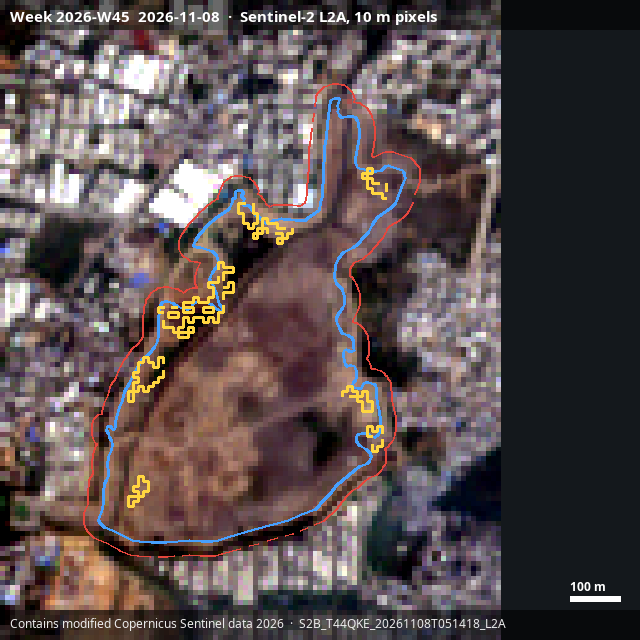 Week 2026-W45 2026-11-08 · Sentinel-2 L2A, 10 m pixels
100 m
Contains modified Copernicus Sentinel data 2026 · S2B_T44QKE_20261108T051418_L2A